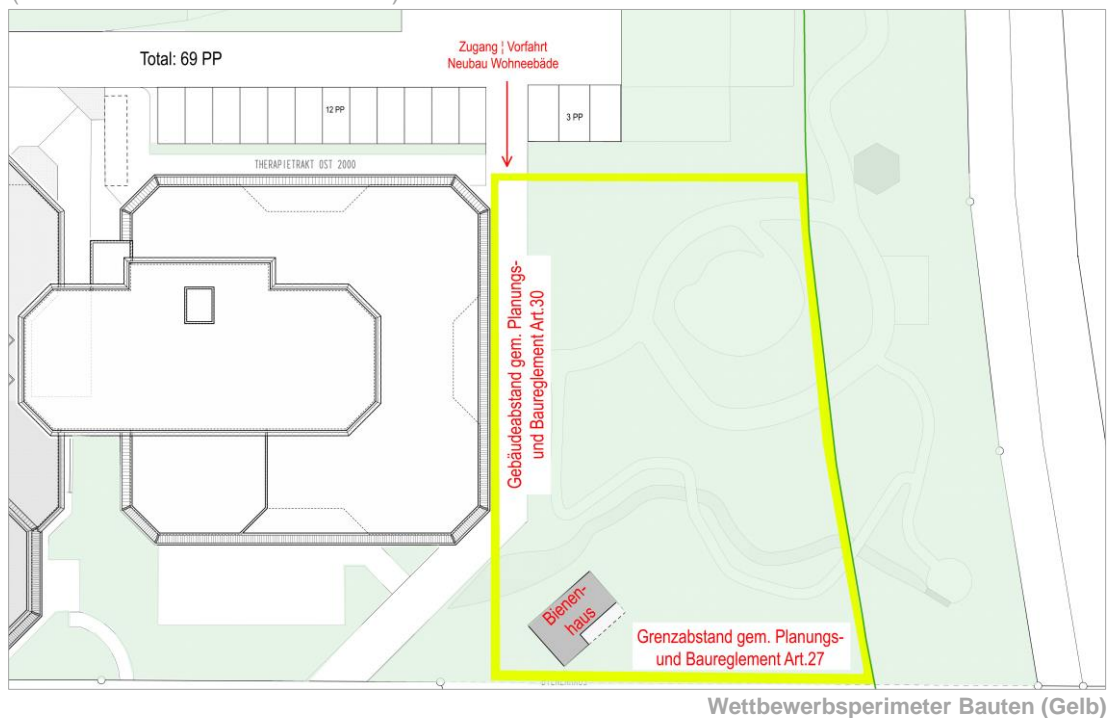 Total: 69 PP
Zugang ¦ Vorfahrt
Neubau Wohneebäde
12 PP
3 PP
THERAPIETRAKT OST 2000
Gebäudeabstand gem. Planungs-
und Baureglement Art.30
Bienen-
haus
Grenzabstand gem. Planungs-
und Baureglement Art.27
Wettbewerbsperimeter Bauten (Gelb)